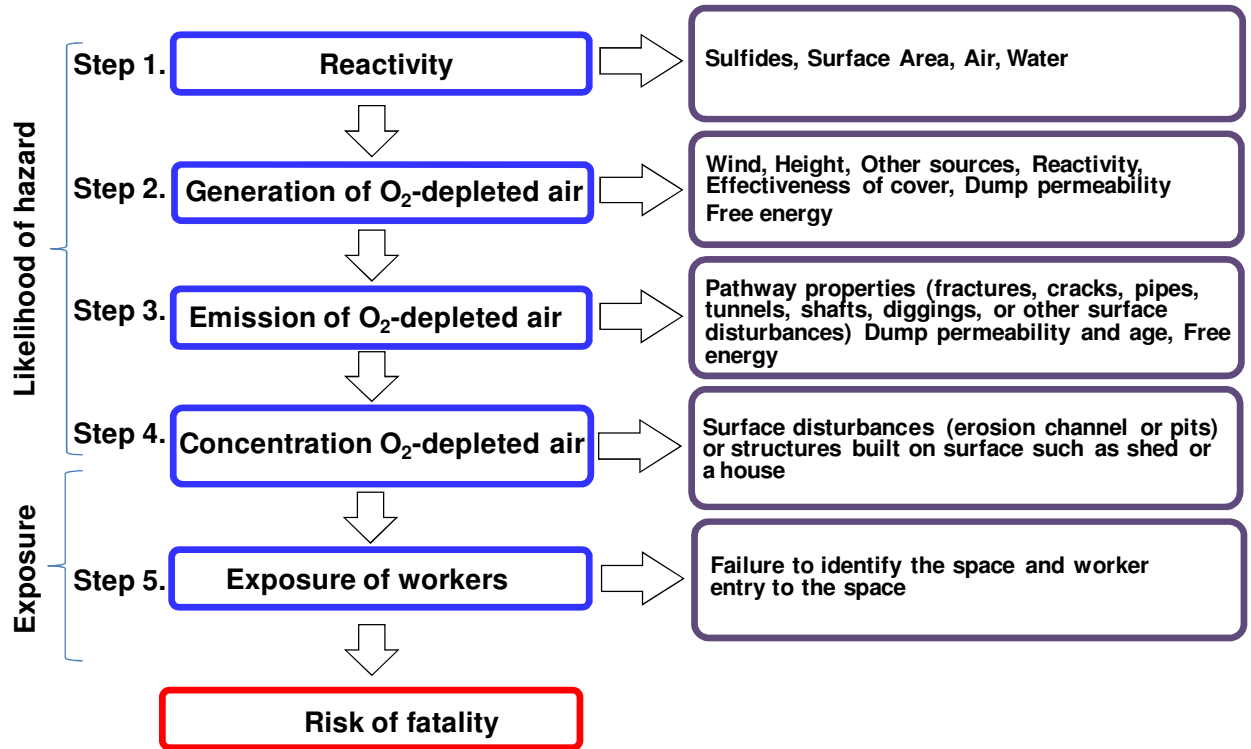 Likelihood of hazard
Step 1.
Reactivity
Sulfides, Surface Area, Air, Water
Step 2.
Generation of O₂-depleted air
Wind, Height, Other sources, Reactivity,
Effectiveness of cover, Dump permeability
Free energy
Step 3.
Emission of O₂-depleted air
Pathway properties (fractures, cracks, pipes,
tunnels, shafts, diggings, or other surface
disturbances) Dump permeability and age, Free
energy
Step 4.
Concentration O₂-depleted air
Surface disturbances (erosion channel or pits)
or structures built on surface such as shed or
a house
Exposure
Step 5.
Exposure of workers
Failure to identify the space and worker
entry to the space
Risk of fatality